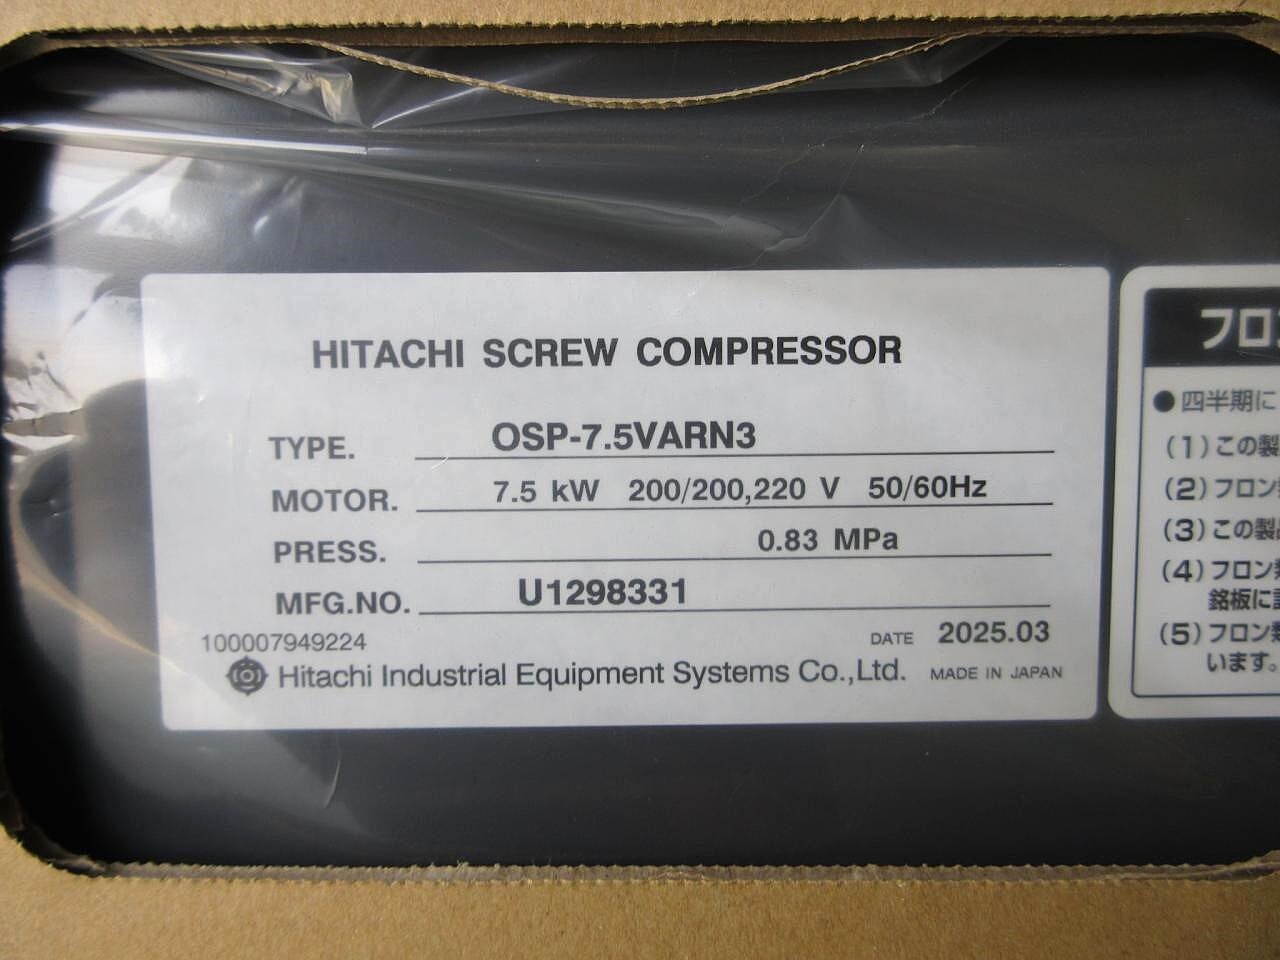 HITACHI SCREW COMPRESSOR
TYPE. OSP-7.5VARN3
MOTOR. 7.5 kW 200/200,220 V 50/60Hz
PRESS. 0.83 MPa
MFG.NO. U1298331
100007949224 DATE 2025.03
Hitachi Industrial Equipment Systems Co.,Ltd. MADE IN JAPAN
フロ
●四半期に
(1)この製
(2)フロン
(3)この製
(4)フロン類
銘板に
(5)フロン類
います。